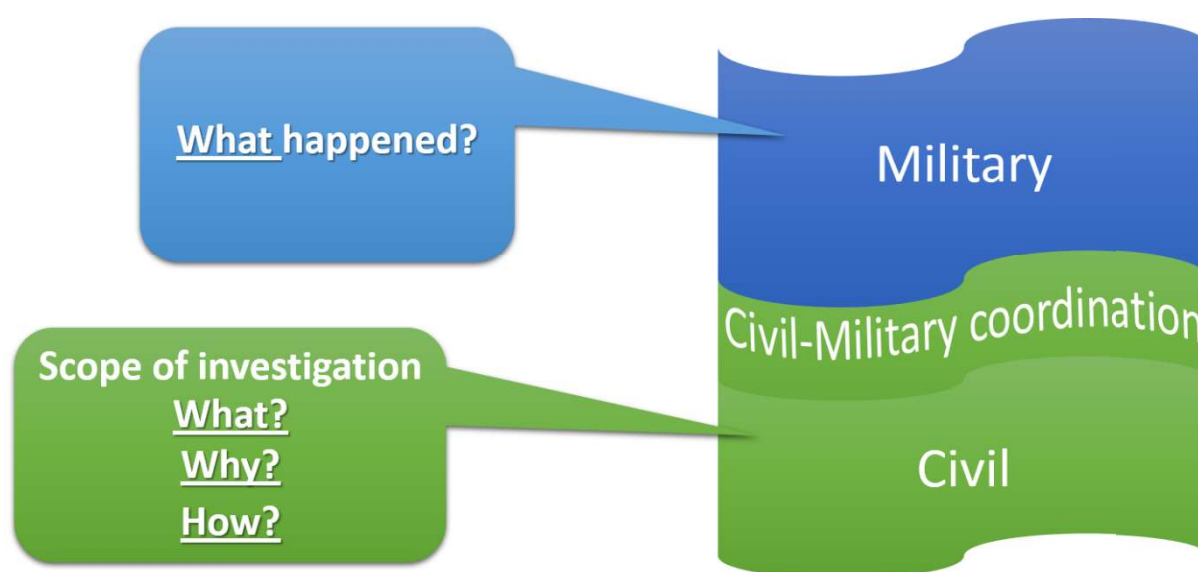 What happened?
Military
Civil-Military coordination
Scope of investigation
What?
Why?
How?
Civil